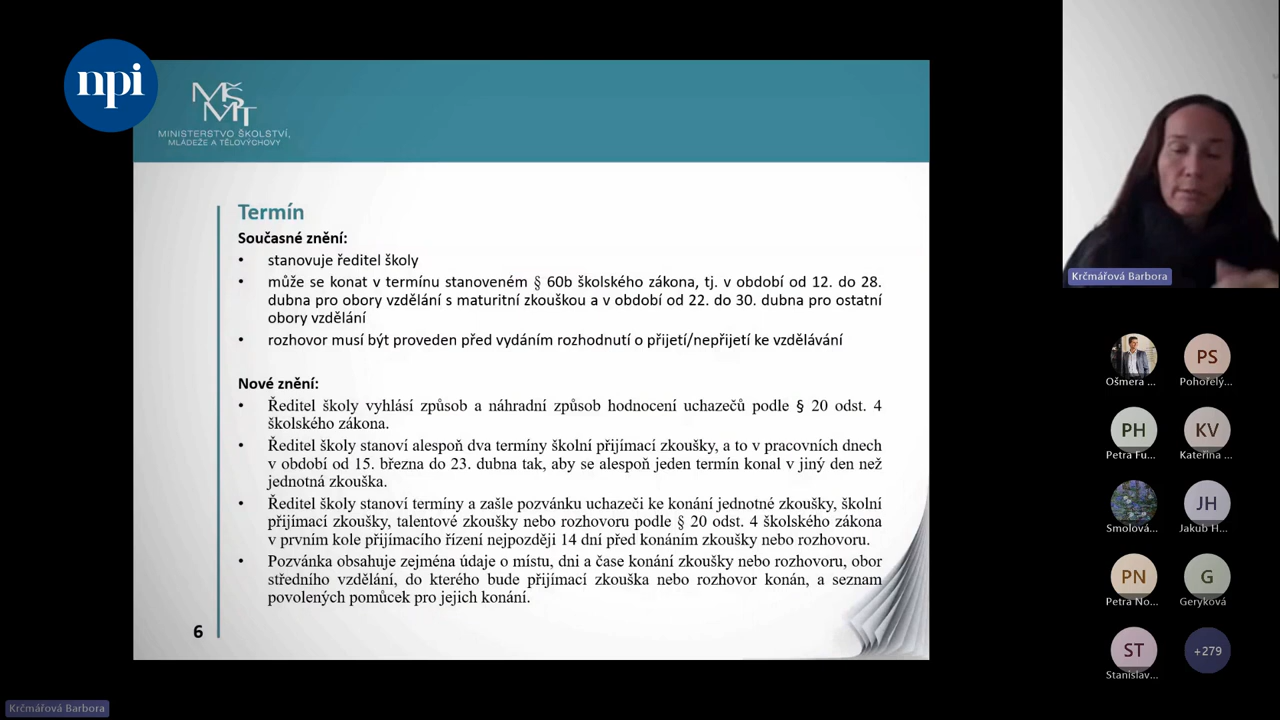 npi
MŠMT
MINISTERSTVO ŠKOLSTVÍ,
MLÁDEŽE A TĚLOVÝCHOVY
Termín
Současné znění:
• stanovuje ředitel školy
• může se konat v termínu stanoveném § 60b školského zákona, tj. v období od 12. do 28.
dubna pro obory vzdělání s maturitní zkouškou a v období od 22. do 30. dubna pro ostatní
obory vzdělání
• rozhovor musí být proveden před vydáním rozhodnutí o přijetí/nepřijetí ke vzdělávání
Nové znění:
• Ředitel školy vyhlásí způsob a náhradní způsob hodnocení uchazečů podle § 20 odst. 4
školského zákona.
• Ředitel školy stanoví alespoň dva termíny školní přijímací zkoušky, a to v pracovních dnech
v období od 15. března do 23. dubna tak, aby se alespoň jeden termín konal v jiný den než
jednotná zkouška.
• Ředitel školy stanoví termíny a zašle pozvánku uchazeči ke konání jednotné zkoušky, školní
přijímací zkoušky, talentové zkoušky nebo rozhovoru podle § 20 odst. 4 školského zákona
v prvním kole přijímacího řízení nejpozději 14 dní před konáním zkoušky nebo rozhovoru.
• Pozvánka obsahuje zejména údaje o místu, dni a čase konání zkoušky nebo rozhovoru, obor
středního vzdělání, do kterého bude přijímací zkouška nebo rozhovor konán, a seznam
povolených pomůcek pro jejich konání.
6
Krčmářová Barbora
Ošmera ...
PS
Pohořelý...
PH
Petra Fu...
KV
Kateřina ...
Smolová...
JH
Jakub H...
PN
Petra No...
G
Geryková
ST
Stanislav...
+279
Krčmářová Barbora